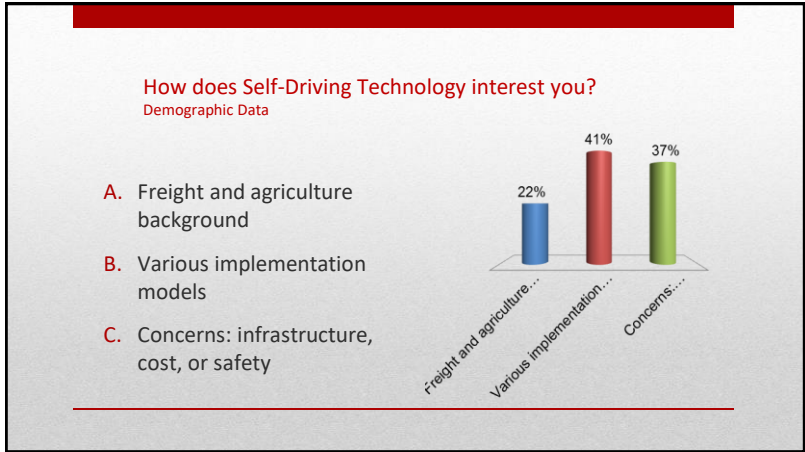 How does Self-Driving Technology interest you?
Demographic Data
A. Freight and agriculture
background
B. Various implementation
models
C. Concerns: infrastructure,
cost, or safety
22%
41%
37%
Freight and agriculture...
Various implementation...
Concerns:...